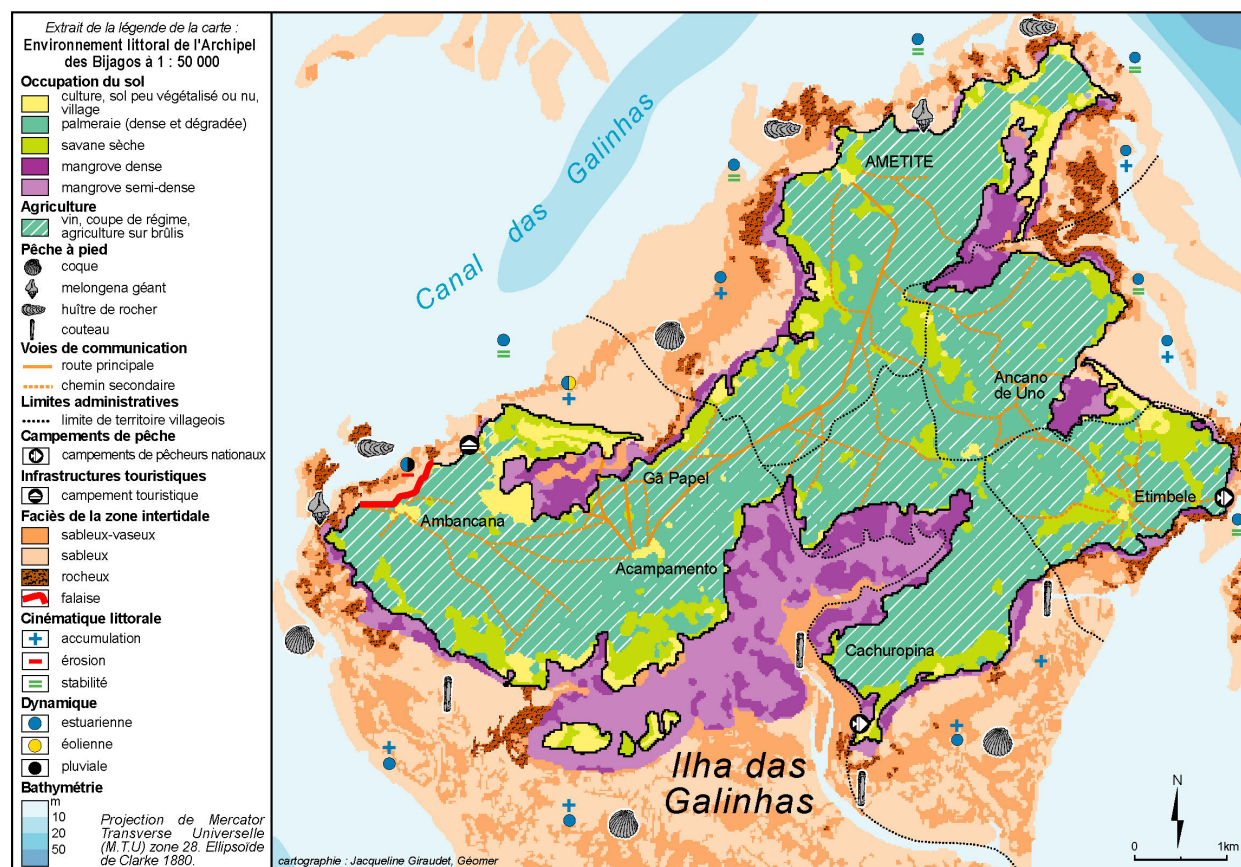 Extrait de la légende de la carte :
Environnement littoral de l'Archipel
des Bijagos à 1 : 50 000
Occupation du sol
culture, sol peu végétalisé ou nu,
village
palmeraie (dense et dégradée)
savane sèche
mangrove dense
mangrove semi-dense
Agriculture
vin, coupe de régime,
agriculture sur brûlis
Pêche à pied
coque
melongena géant
huître de rocher
couteau
Voies de communication
route principale
chemin secondaire
Limites administratives
limite de territoire villageois
Campements de pêche
campements de pêcheurs nationaux
Infrastructures touristiques
campement touristique
Faciès de la zone intertidale
sableux-vaseux
sableux
rocheux
falaise
Cinématique littorale
accumulation
érosion
stabilité
Dynamique
estuarienne
éolienne
pluviale
Bathymétrie
m
10
20
50
Projection de Mercator
Transverse Universelle
(M.T.U) zone 28. Ellipsoïde
de Clarke 1880.
Canal das Galinhas
AMETITE
Ancano
de Uno
Gã Papel
Etimbele
Ambancana
Acampamento
Cachuropina
Ilha das
Galinhas
N
0 1km
cartographie : Jacqueline Giraudet, Géomer